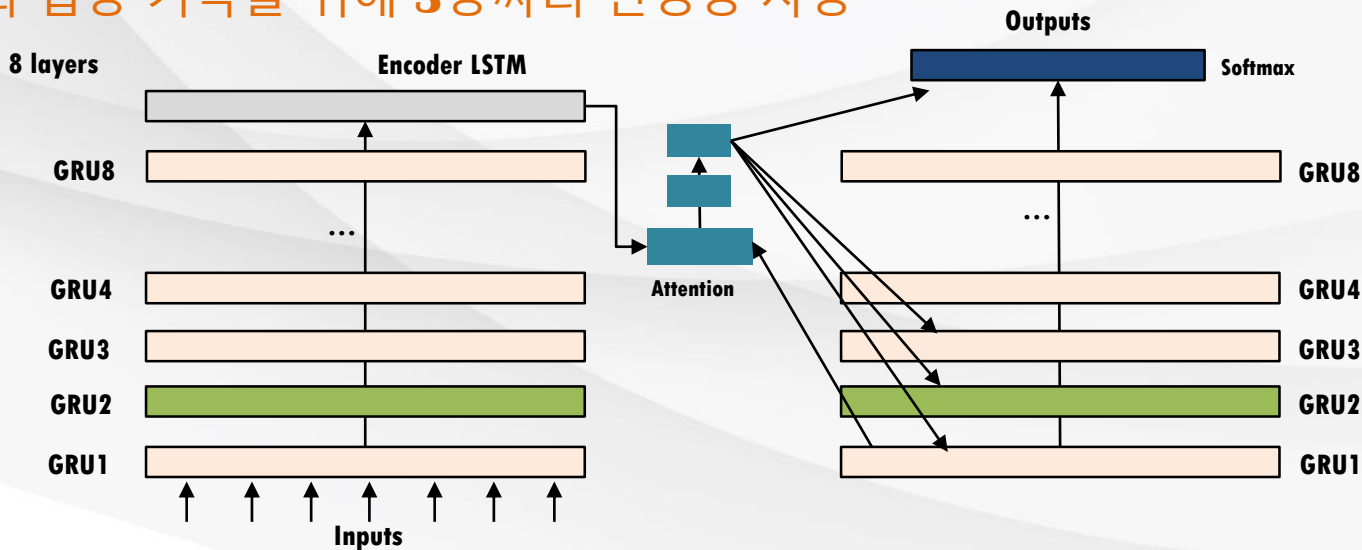 Outputs
8 layers
Encoder LSTM
Softmax
GRU8
...
GRU4
GRU3
GRU2
GRU1
Inputs
Attention
GRU8
...
GRU4
GRU3
GRU2
GRU1